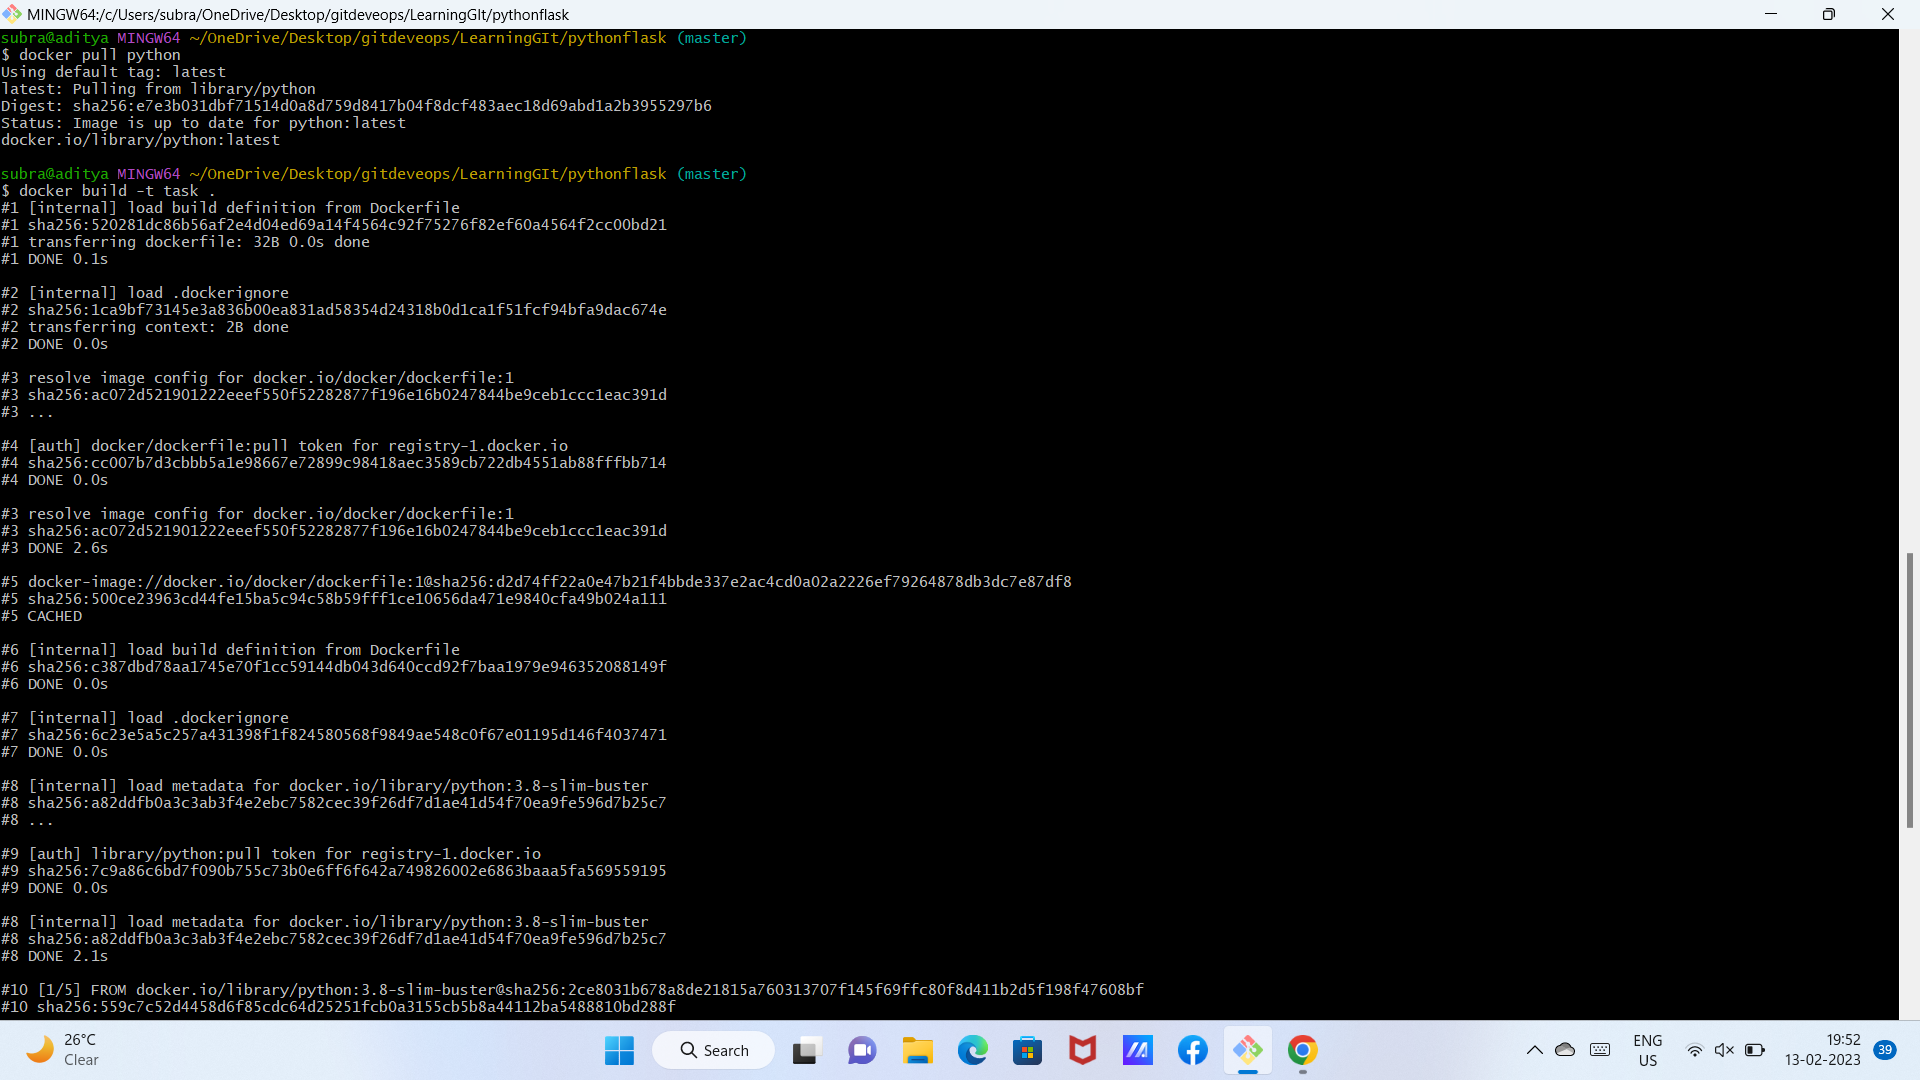 MINGW64:/c/Users/subra/OneDrive/Desktop/gitdeveops/LearningGIt/pythonflask
subra@aditya MINGW64 ~/OneDrive/Desktop/gitdeveops/LearningGIt/pythonflask (master)
$ docker pull python
Using default tag: latest
latest: Pulling from library/python
Digest: sha256:e7e3b031dbf71514d0a8d759d8417b04f8dcf483aec18d69abd1a2b3955297b6
Status: Image is up to date for python:latest
docker.io/library/python:latest
subra@aditya MINGW64 ~/OneDrive/Desktop/gitdeveops/LearningGIt/pythonflask (master)
$ docker build -t task .
#1 [internal] load build definition from Dockerfile
#1 sha256:520281dc86b56af2e4d04ed69a14f4564c92f75276f82ef60a4564f2cc00bd21
#1 transferring dockerfile: 32B 0.0s done
#1 DONE 0.1s
#2 [internal] load .dockerignore
#2 sha256:1ca9bf73145e3a836b00ea831ad58354d24318b0d1ca1f51fcf94bfa9dac674e
#2 transferring context: 2B done
#2 DONE 0.0s
#3 resolve image config for docker.io/docker/dockerfile:1
#3 sha256:ac072d521901222eeef550f52282877f196e16b0247844be9ceb1ccc1eac391d
#3 ...
#4 [auth] docker/dockerfile:pull token for registry-1.docker.io
#4 sha256:cc007b7d3cbbb5a1e98667e72899c98418aec3589cb722db4551ab88fffbb714
#4 DONE 0.0s
#3 resolve image config for docker.io/docker/dockerfile:1
#3 sha256:ac072d521901222eeef550f52282877f196e16b0247844be9ceb1ccc1eac391d
#3 DONE 2.6s
#5 docker-image://docker.io/docker/dockerfile:1@sha256:d2d74ff22a0e47b21f4bbde337e2ac4cd0a02a2226ef79264878db3dc7e87df8
#5 sha256:500ce23963cd44fe15ba5c94c58b59fff1ce10656da471e9840cfa49b024a111
#5 CACHED
#6 [internal] load build definition from Dockerfile
#6 sha256:c387dbd78aa1745e70f1cc59144db043d640ccd92f7baa1979e946352088149f
#6 DONE 0.0s
#7 [internal] load .dockerignore
#7 sha256:6c23e5a5c257a431398f1f824580568f9849ae548c0f67e01195d146f4037471
#7 DONE 0.0s
#8 [internal] load metadata for docker.io/library/python:3.8-slim-buster
#8 sha256:a82ddfb0a3c3ab3f4e2ebc7582cec39f26df7d1ae41d54f70ea9fe596d7b25c7
#8 ...
#9 [auth] library/python:pull token for registry-1.docker.io
#9 sha256:7c9a86c6bd7f090b755c73b0e6ff6f642a749826002e6863baaa5fa569559195
#9 DONE 0.0s
#8 [internal] load metadata for docker.io/library/python:3.8-slim-buster
#8 sha256:a82ddfb0a3c3ab3f4e2ebc7582cec39f26df7d1ae41d54f70ea9fe596d7b25c7
#8 DONE 2.1s
#10 [1/5] FROM docker.io/library/python:3.8-slim-buster@sha256:2ce8031b678a8de21815a760313707f145f69ffc80f8d411b2d5f198f47608bf
#10 sha256:559c7c52d4458d6f85cdc64d25251fcb0a3155cb5b8a44112ba5488810bd288f
26°C
Clear
Search
ENG
US
19:52
13-02-2023
39